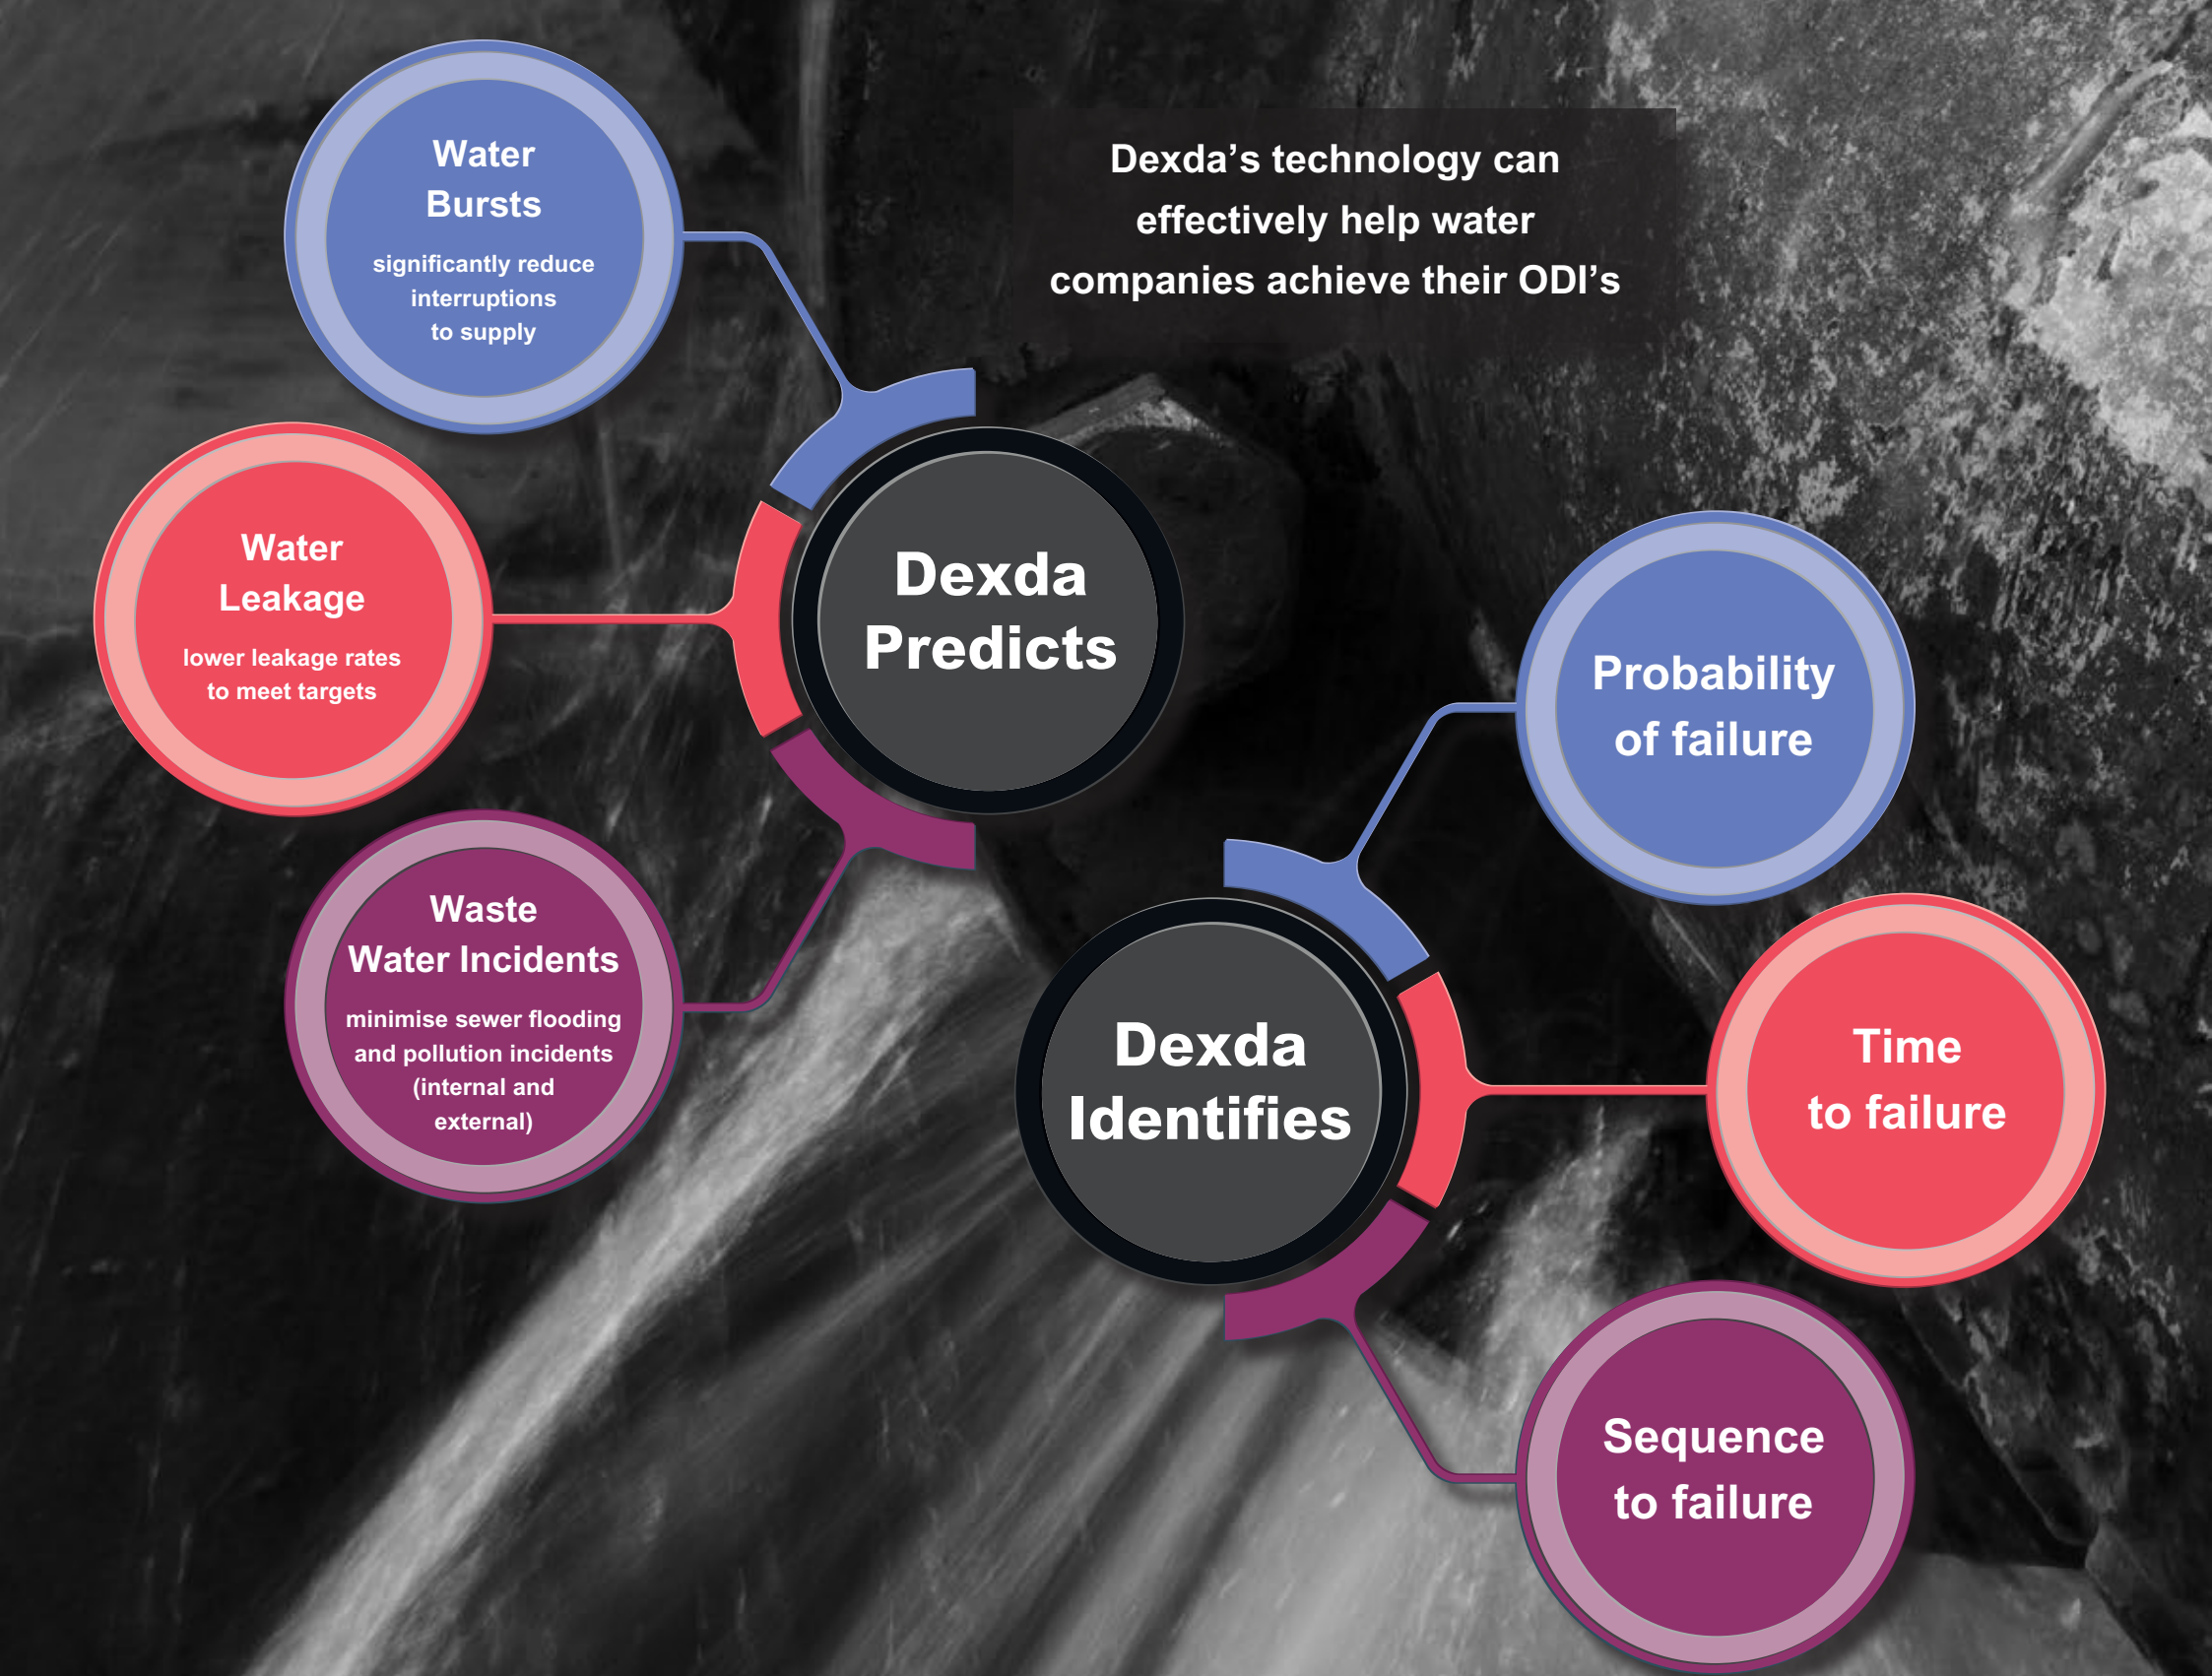 Dexda’s technology can
effectively help water
companies achieve their ODI’s
Dexda
Predicts
Water
Bursts
significantly reduce
interruptions
to supply
Water
Leakage
lower leakage rates
to meet targets
Waste
Water Incidents
minimise sewer flooding
and pollution incidents
(internal and
external)
Dexda
Identifies
Probability
of failure
Time
to failure
Sequence
to failure